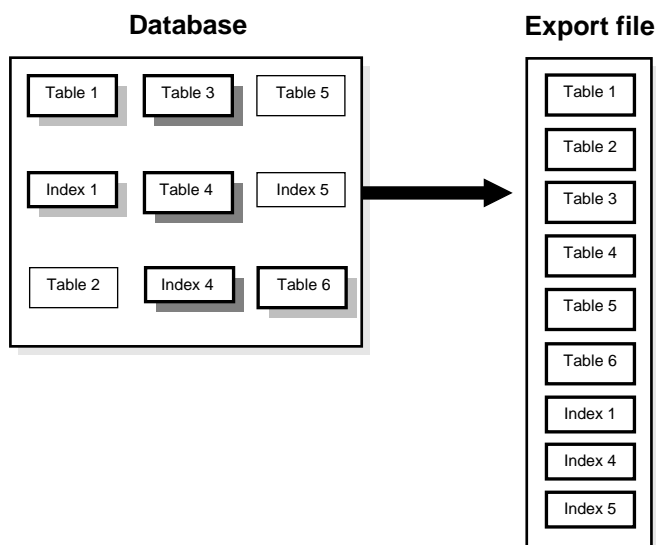 Database
Export file
Table 1 Table 3 Table 5
Index 1 Table 4 Index 5
Table 2 Index 4 Table 6
Table 1
Table 2
Table 3
Table 4
Table 5
Table 6
Index 1
Index 4
Index 5